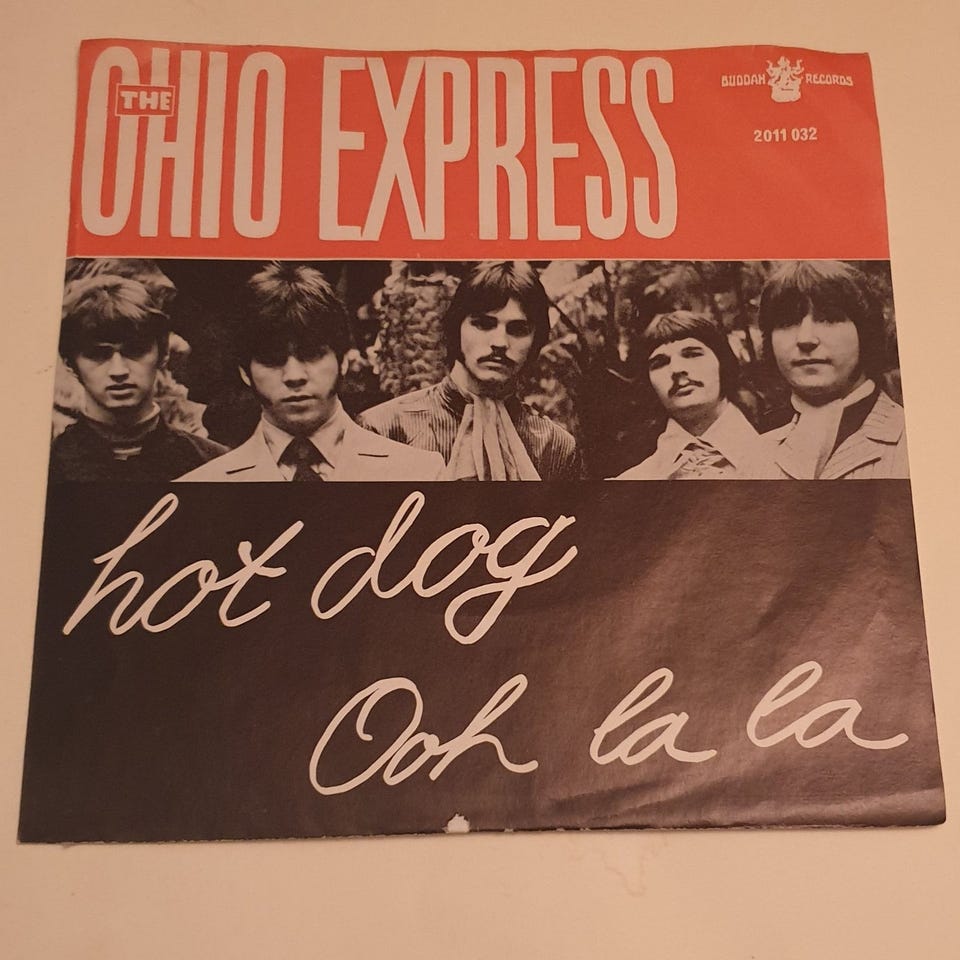 THE
OHIO EXPRESS
BUDDAH RECORDS
2011 032
hot dog
Ooh la la